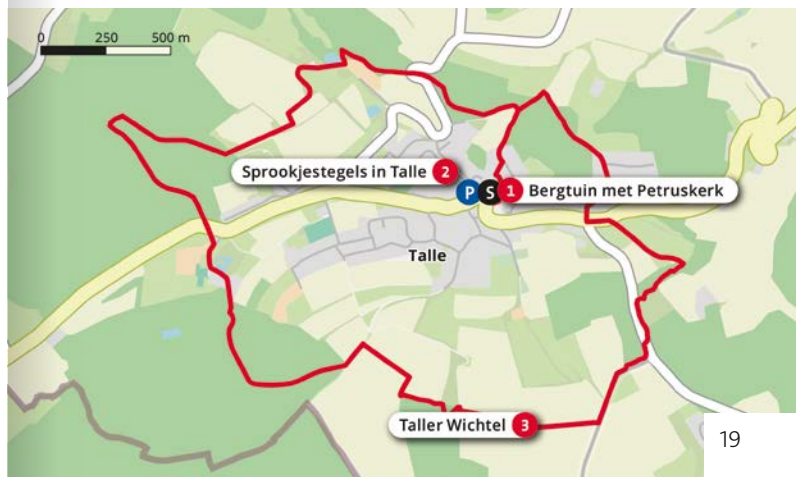 0 250 500 m
Sprookjestegels in Talle 2
P S 1 Bergtuin met Petruskerk
Talle
Taller Wichtel 3
19